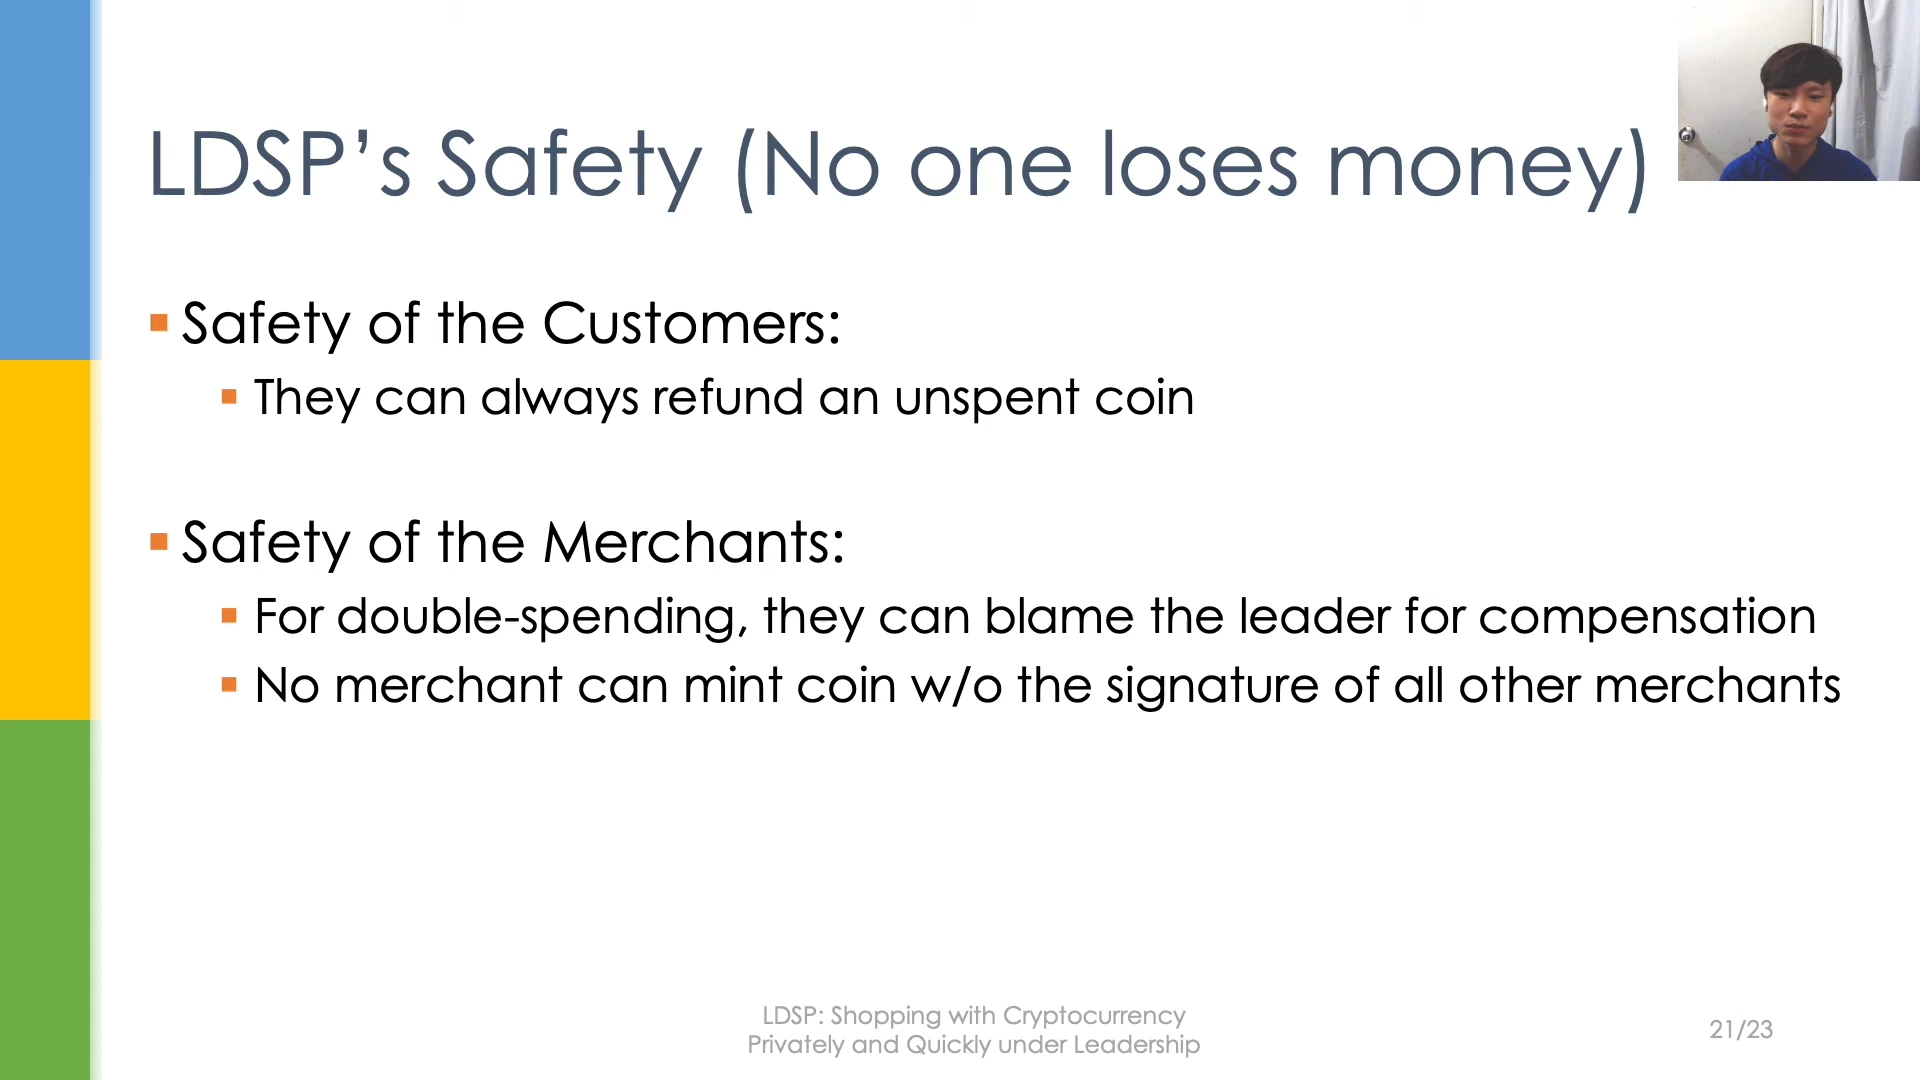 LDSP’s Safety (No one loses money)
Safety of the Customers:
They can always refund an unspent coin
Safety of the Merchants:
For double-spending, they can blame the leader for compensation
No merchant can mint coin w/o the signature of all other merchants
LDSP: Shopping with Cryptocurrency
Privately and Quickly under Leadership
21/23